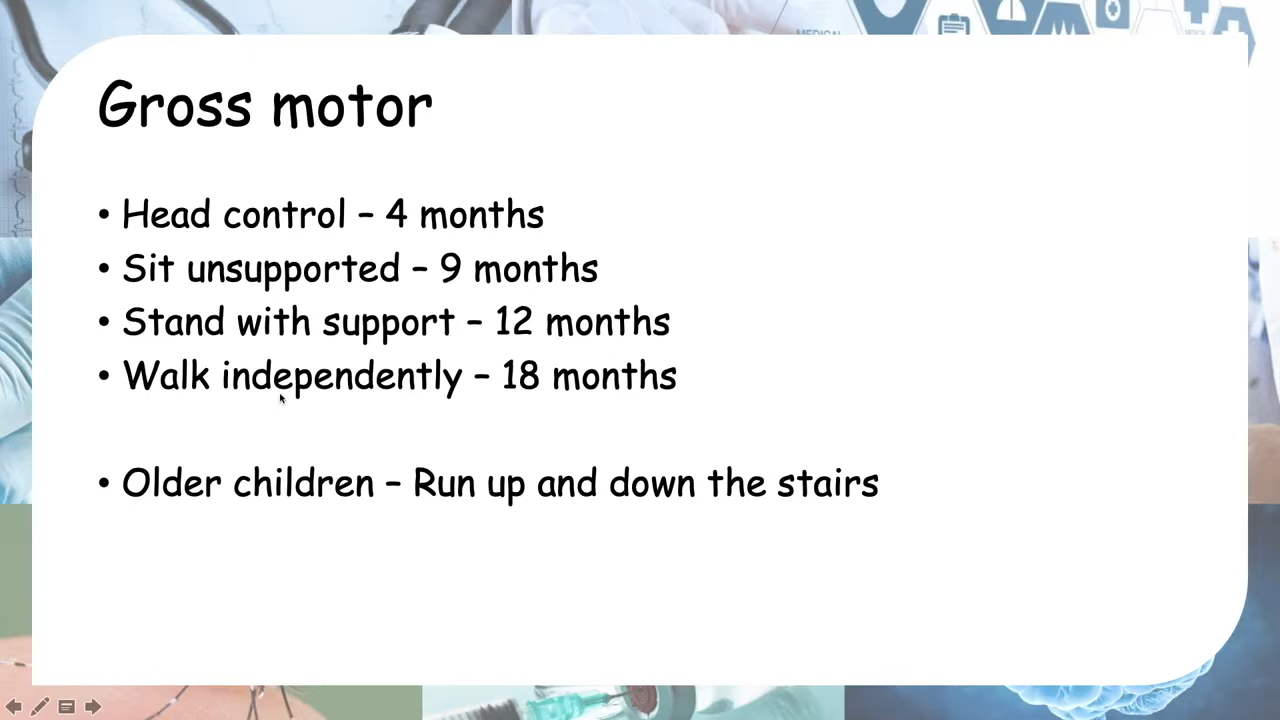 MEDICAL
Gross motor
• Head control – 4 months
• Sit unsupported – 9 months
• Stand with support – 12 months
• Walk independently – 18 months
• Older children – Run up and down the stairs